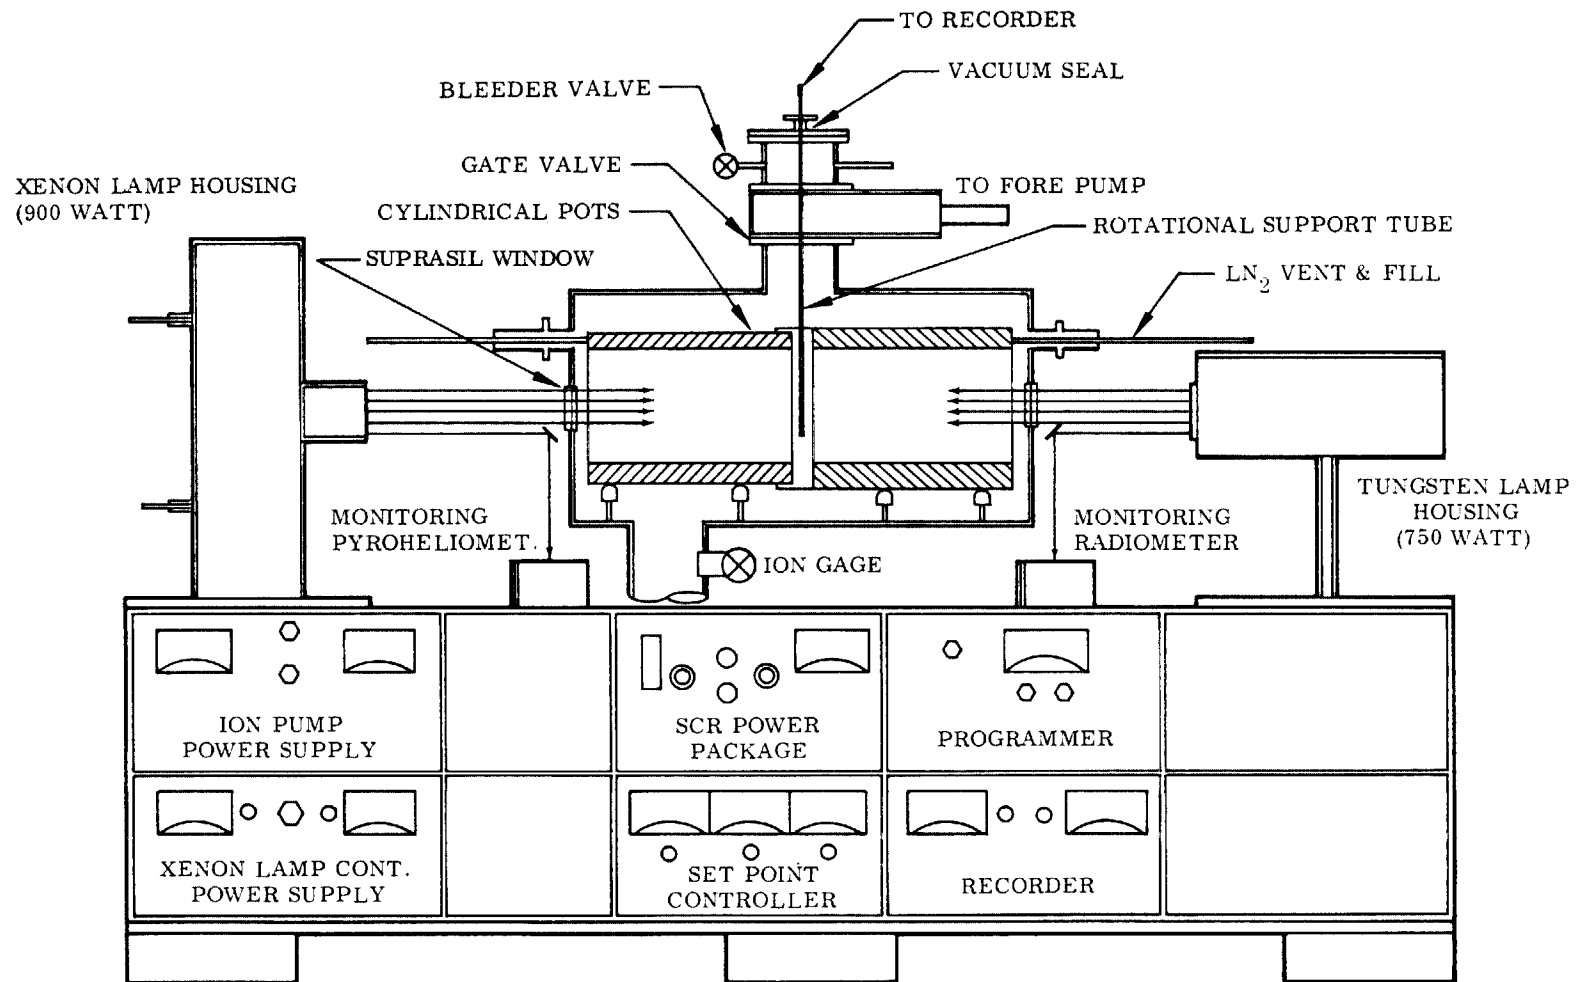 TO RECORDER
VACUUM SEAL
BLEEDER VALVE
GATE VALVE
XENON LAMP HOUSING
(900 WATT)
TO FORE PUMP
CYLINDRICAL POTS
ROTATIONAL SUPPORT TUBE
SUPRASIL WINDOW
LN₂ VENT & FILL
MONITORING
PYROHELIOMET.
MONITORING
RADIOMETER
TUNGSTEN LAMP
HOUSING
(750 WATT)
ION GAGE
ION PUMP
POWER SUPPLY
SCR POWER
PACKAGE
PROGRAMMER
XENON LAMP CONT.
POWER SUPPLY
SET POINT
CONTROLLER
RECORDER